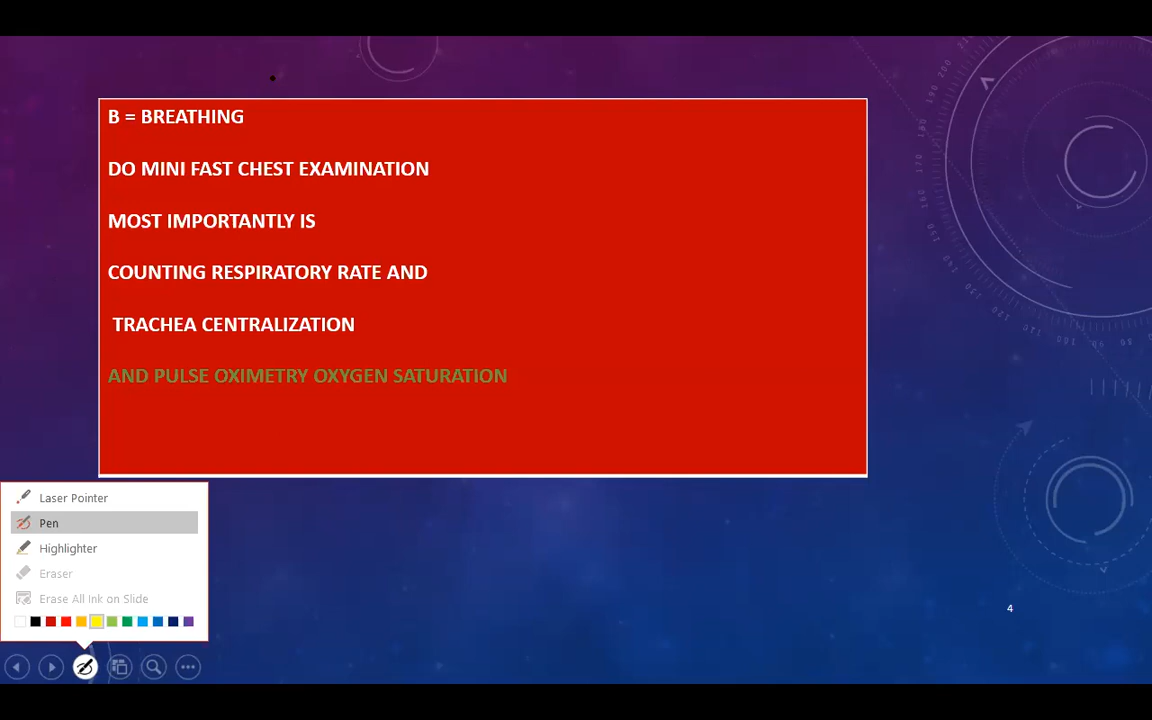 B = BREATHING
DO MINI FAST CHEST EXAMINATION
MOST IMPORTANTLY IS
COUNTING RESPIRATORY RATE AND
TRACHEA CENTRALIZATION
AND PULSE OXIMETRY OXYGEN SATURATION
Laser Pointer
Pen
Highlighter
Eraser
Erase All Ink on Slide
4